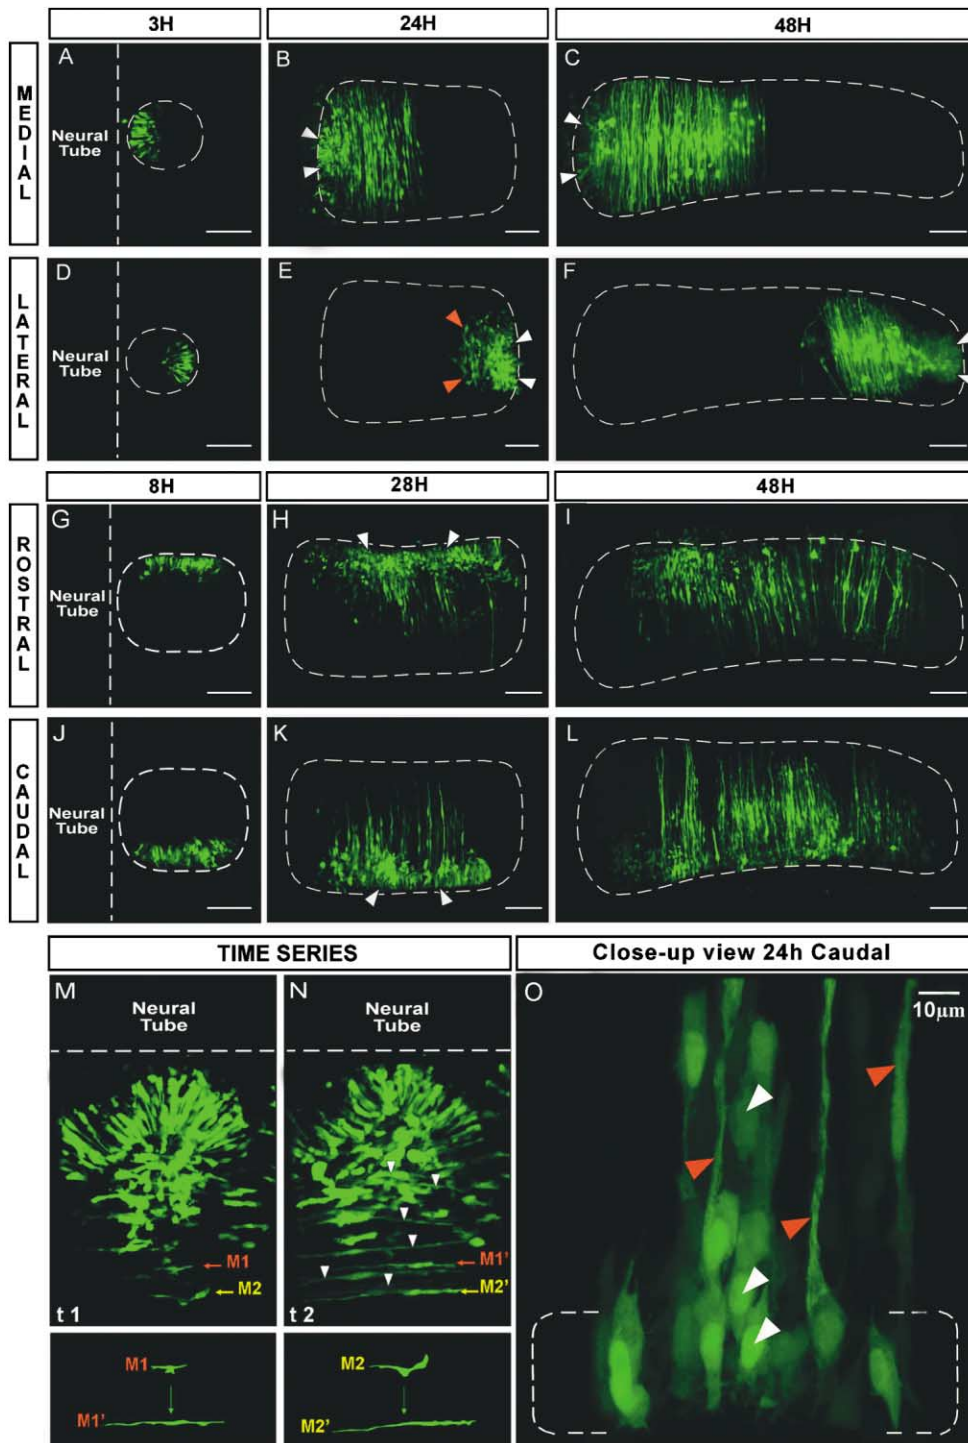 3H 24H 48H
MEDIAL
A B C
Neural
Tube
LATERAL
D E F
Neural
Tube
8H 28H 48H
ROSTRAL
G H I
Neural
Tube
CAUDAL
J K L
Neural
Tube
TIME SERIES
M N
Neural
Tube
Neural
Tube
M1
M2
t 1
M1'
M2'
t 2
M1
M1'
M2
M2'
Close-up view 24h Caudal
O
10µm